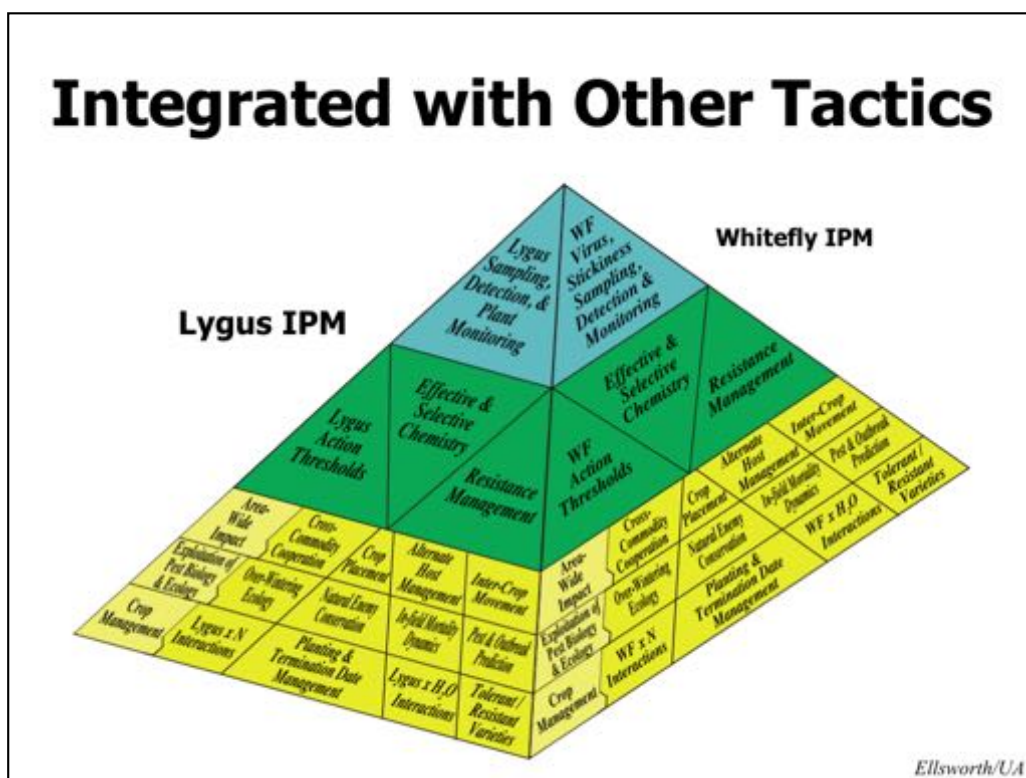 Integrated with Other Tactics
Whitefly IPM
Lygus IPM
Lygus
Sampling,
Detection, &
Plant
Monitoring
WF
Virus,
Stickiness
Sampling,
Detection &
Monitoring
Lygus
Action
Thresholds
Effective &
Selective
Chemistry
Resistance
Management
WF
Action
Thresholds
Effective &
Selective
Chemistry
Resistance
Management
Area-
Wide
Impact
Cross-
Commodity
Cooperation
Crop
Placement
Alternate
Host
Management
Inter-Crop
Movement
Exploitation of
Pest Biology
& Ecology
Over-Wintering
Ecology
Natural Enemy
Conservation
In-field Mortality
Dynamics
Pest & Outbreak
Prediction
Crop
Management
Lygus x N
Interactions
Planting &
Termination Date
Management
Lygus x H2O
Interactions
Tolerant /
Resistant
Varieties
Area-
Wide
Impact
Cross-
Commodity
Cooperation
Crop
Placement
Alternate
Host
Management
Inter-Crop
Movement
Exploitation of
Pest Biology
& Ecology
Over-Wintering
Ecology
Natural Enemy
Conservation
In-field Mortality
Dynamics
Pest & Outbreak
Prediction
Crop
Management
WF x N
Interactions
Planting &
Termination Date
Management
WF x H2O
Interactions
Tolerant /
Resistant
Varieties
Ellsworth/UA